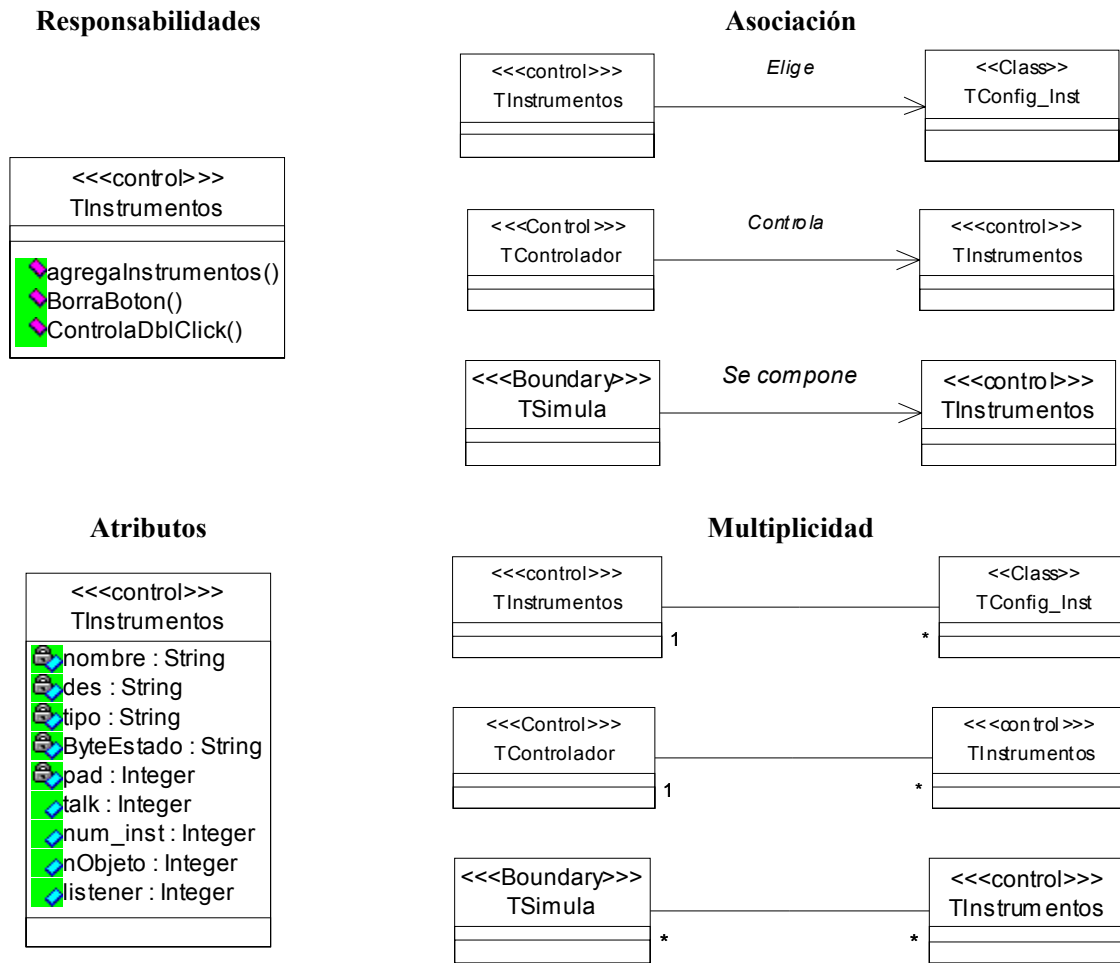 Responsabilidades
<<<control>>>
TInstrumentos
agregaInstrumentos()
BorraBoton()
ControlaDblClick()
Asociación
<<<control>>>
TInstrumentos
Elige
<<Class>>
TConfig_Inst
<<<Control>>>
TControlador
Controla
<<<control>>>
TInstrumentos
<<<Boundary>>>
TSimula
Se compone
<<<control>>>
TInstrumentos
Atributos
<<<control>>>
TInstrumentos
nombre : String
des : String
tipo : String
ByteEstado : String
pad : Integer
talk : Integer
num_inst : Integer
nObjeto : Integer
listener : Integer
Multiplicidad
<<<control>>>
TInstrumentos
1
*
<<Class>>
TConfig_Inst
<<<Control>>>
TControlador
1
*
<<<control>>>
TInstrumentos
<<<Boundary>>>
TSimula
*
*
<<<control>>>
TInstrumentos